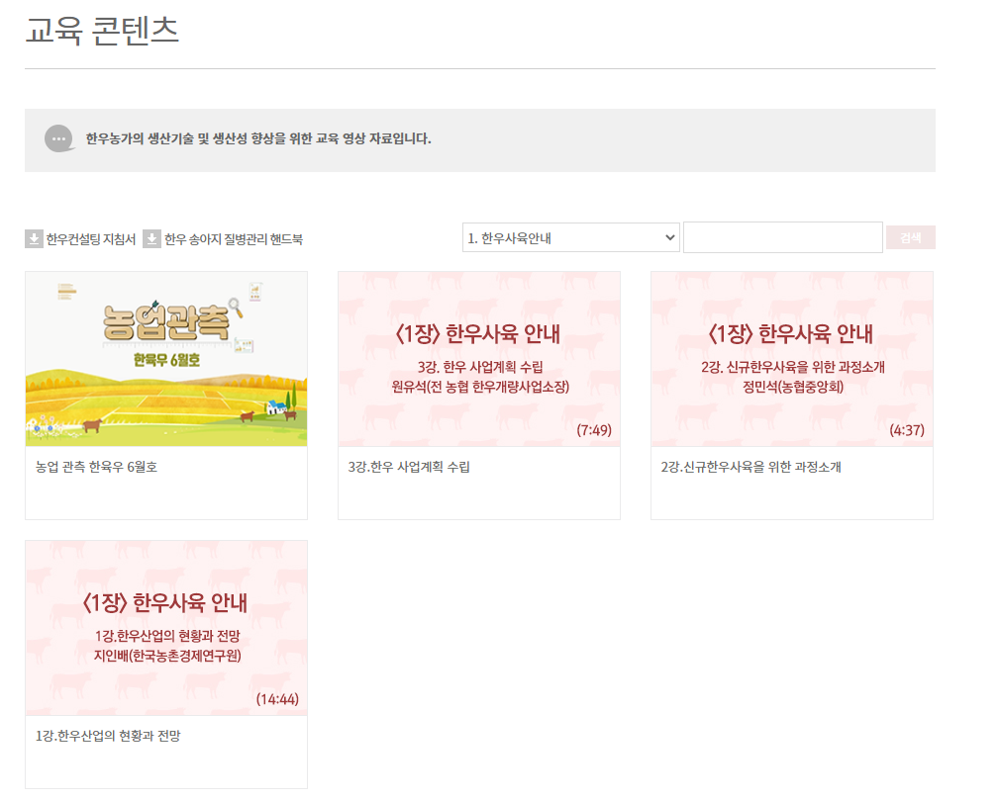 교육 콘텐츠
한우농가의 생산기술 및 생산성 향상을 위한 교육 영상 자료입니다.
한우컨설팅 지침서 한우 송아지 질병관리 핸드북
1. 한우사육안내
검색
농업관측
한육우 6월호
농업 관측 한육우 6월호
<1장> 한우사육 안내
3강. 한우 사업계획 수립
원유석(전 농협 한우개량사업소장)
(7:49)
3강.한우 사업계획 수립
<1장> 한우사육 안내
2강. 신규한우사육을 위한 과정소개
정민석(농협중앙회)
(4:37)
2강.신규한우사육을 위한 과정소개
<1장> 한우사육 안내
1강.한우산업의 현황과 전망
지인배(한국농촌경제연구원)
(14:44)
1강.한우산업의 현황과 전망